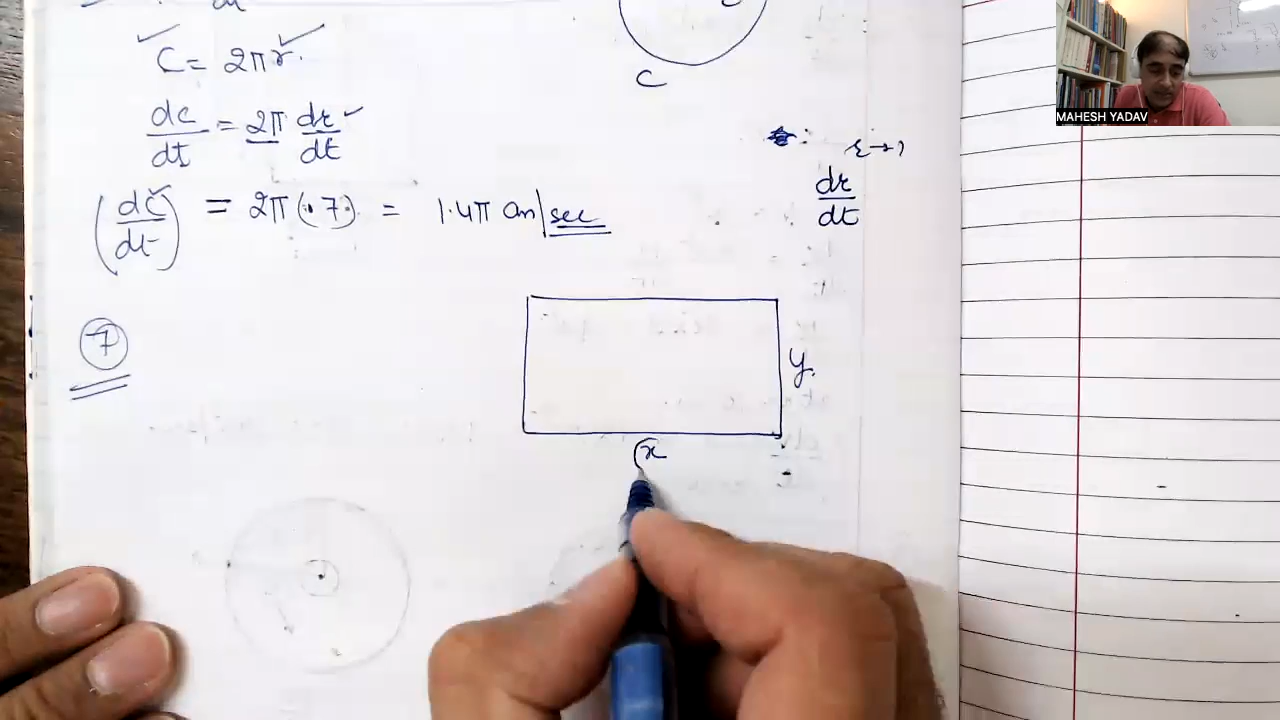 C = 2πr.
C
dc/dt = 2π dr/dt
dr/dt
(dc/dt) = 2π(.7) = 1.4π cm/sec
7
y.
x
MAHESH YADAV